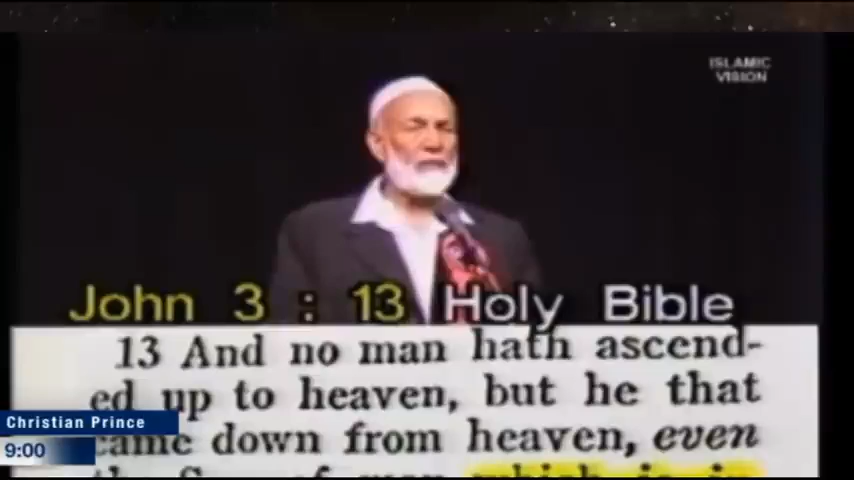 ISLAMIC
VISION
John 3 : 13 Holy Bible
13 And no man hath ascend-
ed up to heaven, but he that
came down from heaven, even
Christian Prince
9:00